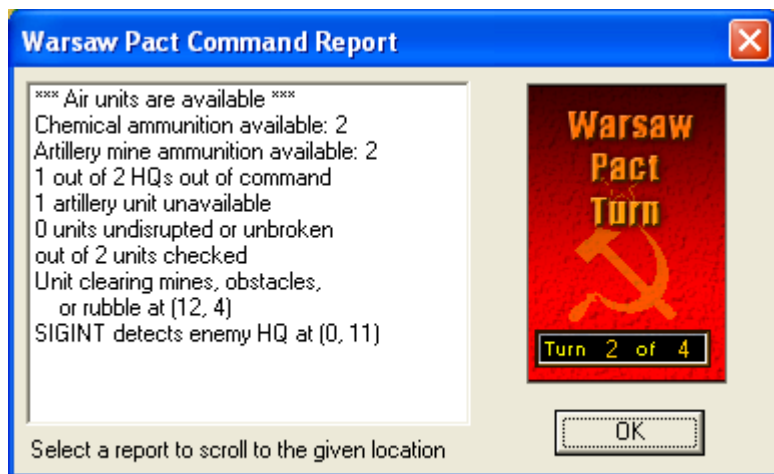 Warsaw Pact Command Report
*** Air units are available ***
Chemical ammunition available: 2
Artillery mine ammunition available: 2
1 out of 2 HQs out of command
1 artillery unit unavailable
0 units undisrupted or unbroken
out of 2 units checked
Unit clearing mines, obstacles,
or rubble at (12, 4)
SIGINT detects enemy HQ at (0, 11)
Select a report to scroll to the given location
Warsaw
Pact
Turn
Turn 2 of 4
OK